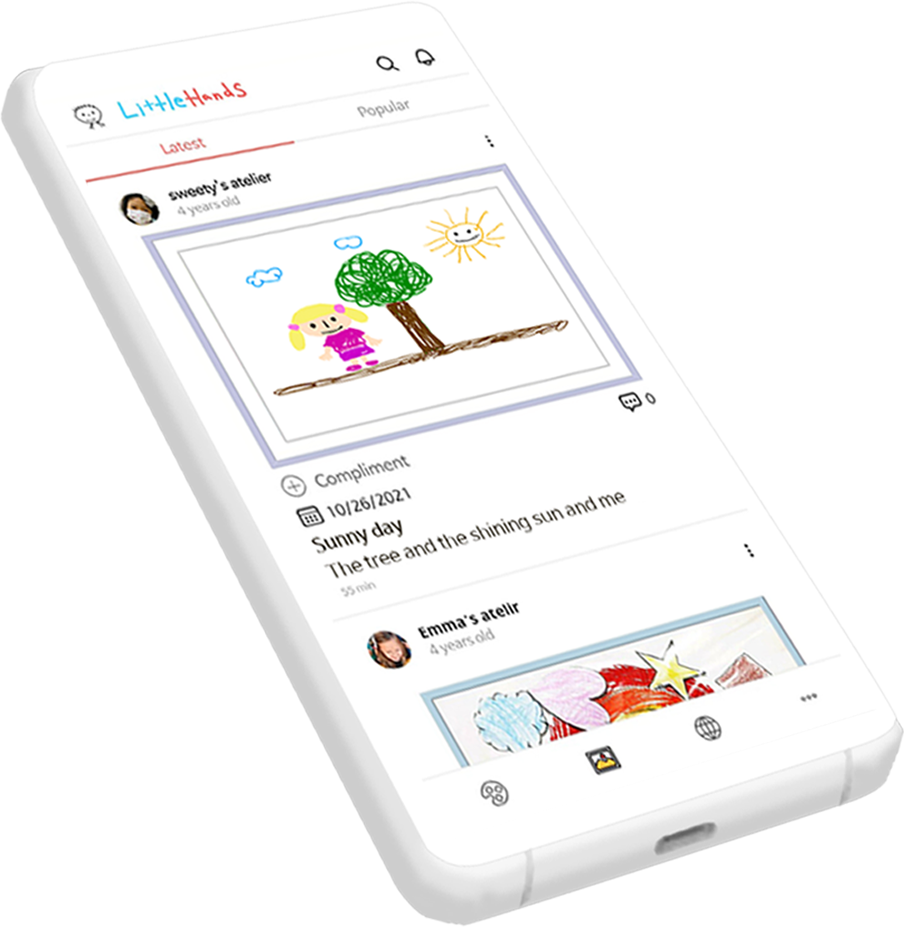 LittleHands
Latest
Popular
sweety's atelier
4 years old
0
Compliment
10/26/2021
Sunny day
The tree and the shining sun and me
55 min
Emma's atelir
4 years old